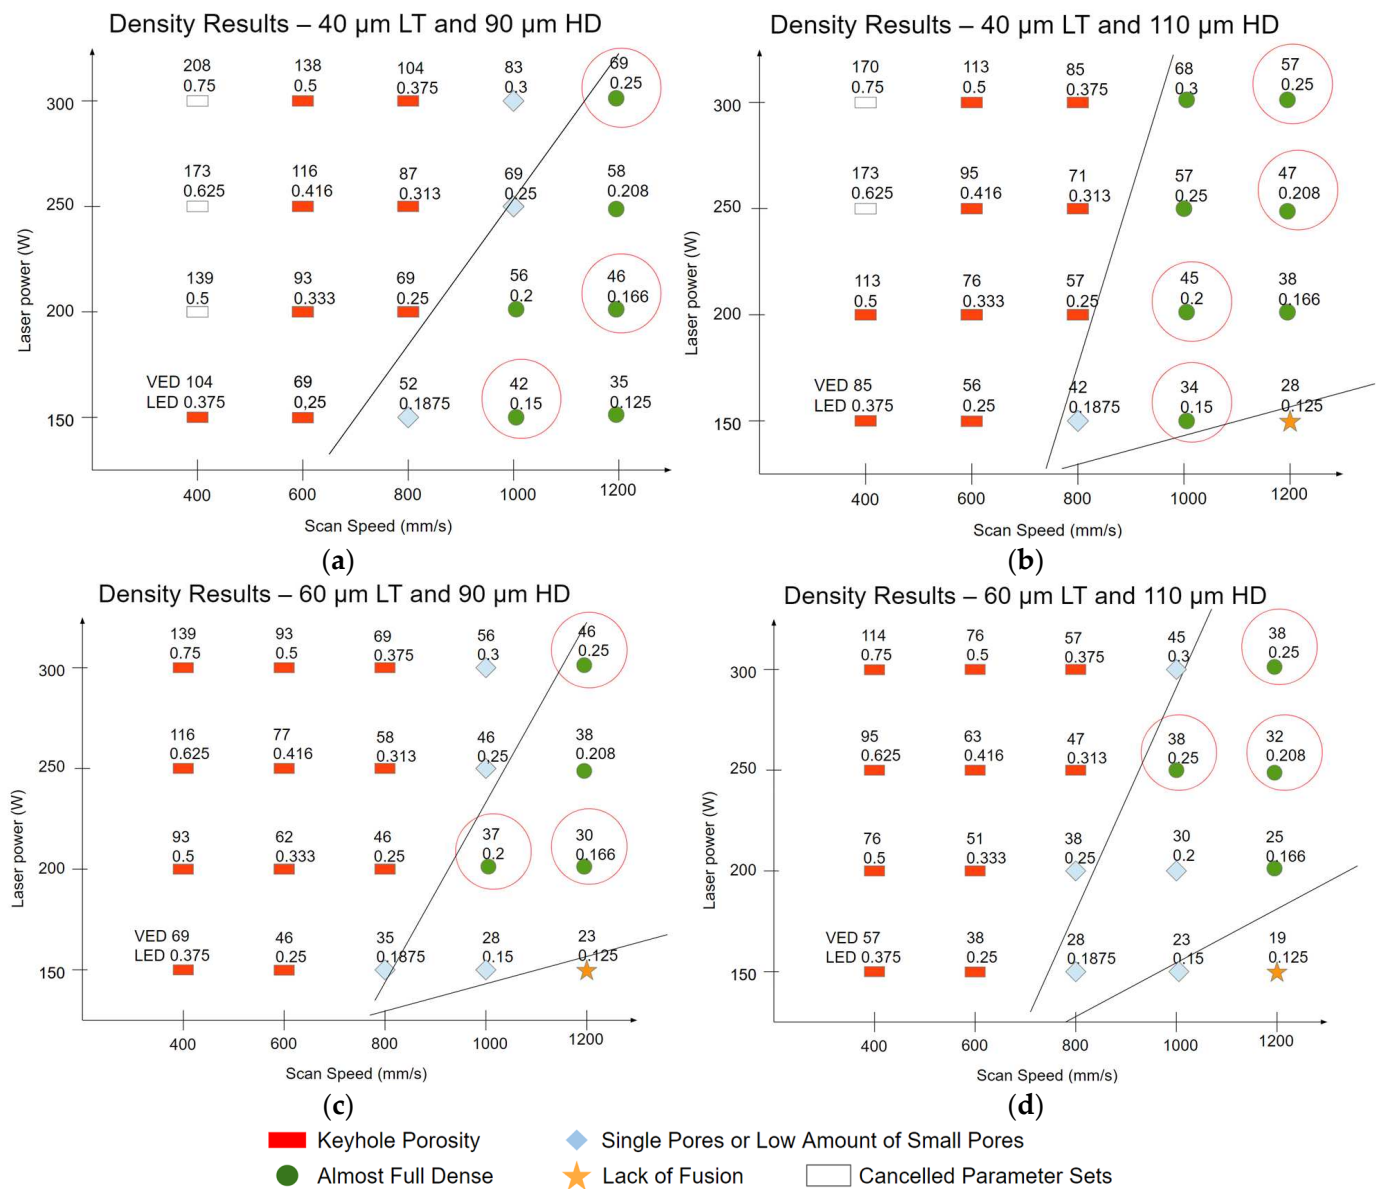 Density Results – 40 µm LT and 90 µm HD
208 138 104 83 69
0.75 0.5 0.375 0.3 0.25
300
173 116 87 69 58
0.625 0.416 0.313 0.25 0.208
250
139 93 69 56 46
0.5 0.333 0.25 0.2 0.166
200
VED 104 69 52 42 35
LED 0.375 0,25 0.1875 0.15 0.125
150
Laser power (W)
400 600 800 1000 1200
Scan Speed (mm/s)
(a)
Density Results – 40 µm LT and 110 µm HD
170 113 85 68 57
0.75 0.5 0.375 0.3 0.25
300
173 95 71 57 47
0.625 0.416 0.313 0.25 0.208
250
113 76 57 45 38
0.5 0.333 0.25 0.2 0.166
200
VED 85 56 42 34 28
LED 0.375 0.25 0.1875 0.15 0.125
150
Laser power (W)
400 600 800 1000 1200
Scan Speed (mm/s)
(b)
Density Results – 60 µm LT and 90 µm HD
139 93 69 56 46
0.75 0.5 0.375 0.3 0.25
300
116 77 58 46 38
0.625 0.416 0.313 0.25 0.208
250
93 62 46 37 30
0.5 0.333 0.25 0.2 0.166
200
VED 69 46 35 28 23
LED 0.375 0.25 0.1875 0.15 0.125
150
Laser power (W)
400 600 800 1000 1200
Scan Speed (mm/s)
(c)
Density Results – 60 µm LT and 110 µm HD
114 76 57 45 38
0.75 0.5 0.375 0.3 0.25
300
95 63 47 38 32
0.625 0.416 0.313 0.25 0.208
250
76 51 38 30 25
0.5 0.333 0.25 0.2 0.166
200
VED 57 38 28 23 19
LED 0.375 0.25 0.1875 0.15 0.125
150
Laser power (W)
400 600 800 1000 1200
Scan Speed (mm/s)
(d)
Keyhole Porosity
Single Pores or Low Amount of Small Pores
Almost Full Dense
Lack of Fusion
Cancelled Parameter Sets